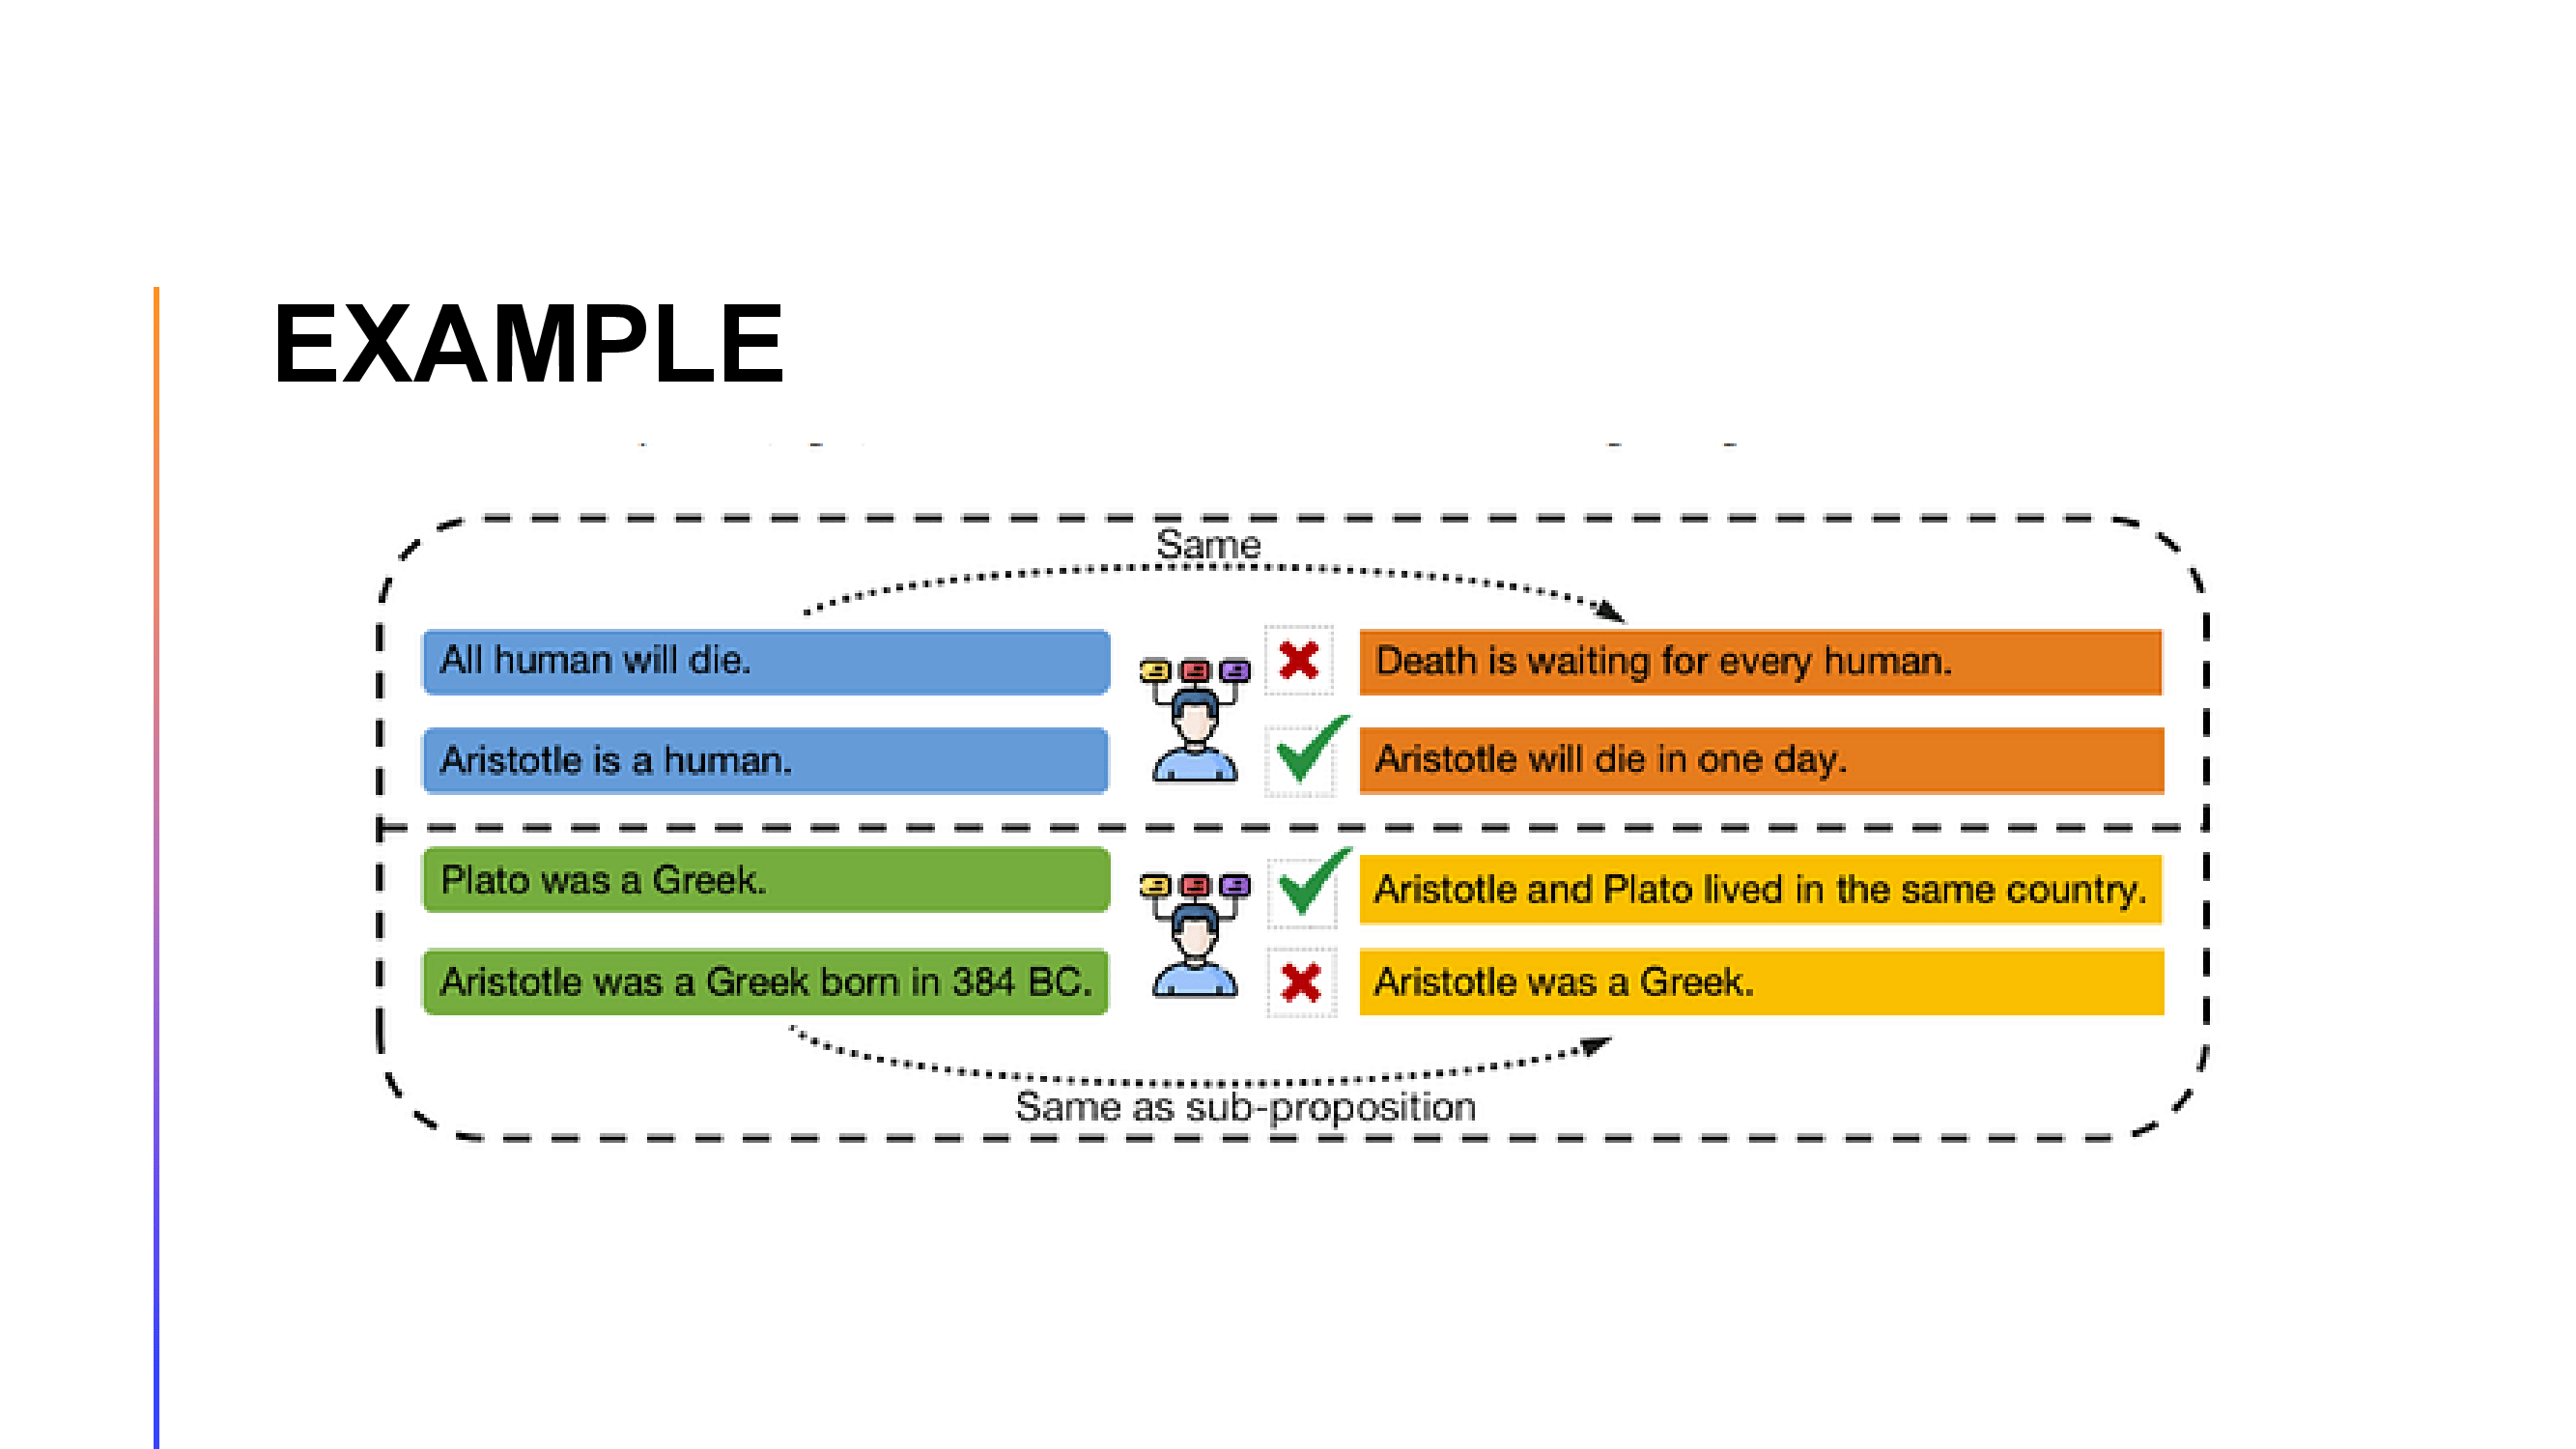 EXAMPLE
Same
All human will die.
Death is waiting for every human.
Aristotle is a human.
Aristotle will die in one day.
Plato was a Greek.
Aristotle and Plato lived in the same country.
Aristotle was a Greek born in 384 BC.
Aristotle was a Greek.
Same as sub-proposition